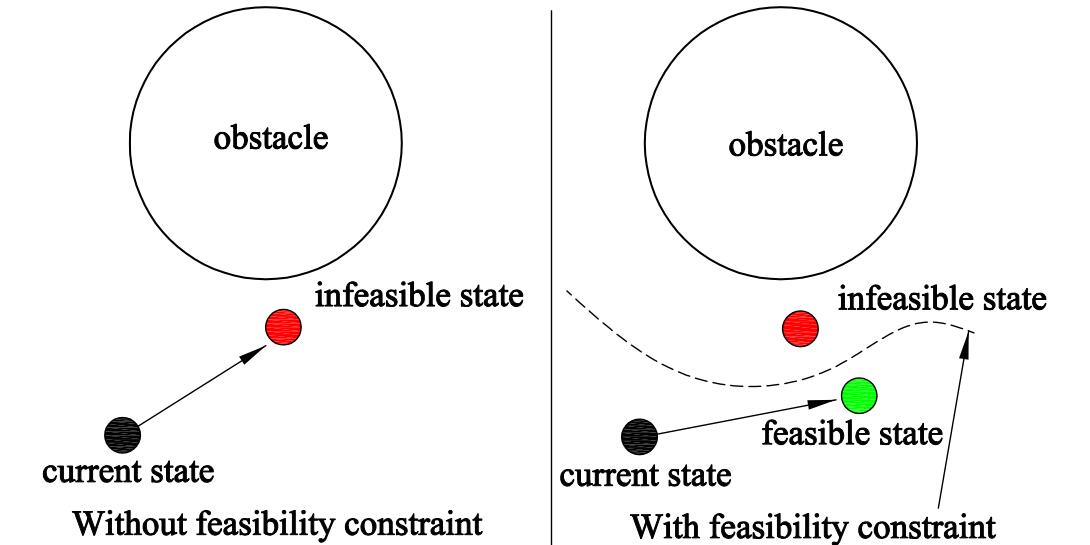 obstacle
infeasible state
current state
Without feasibility constraint
obstacle
infeasible state
feasible state
current state
With feasibility constraint